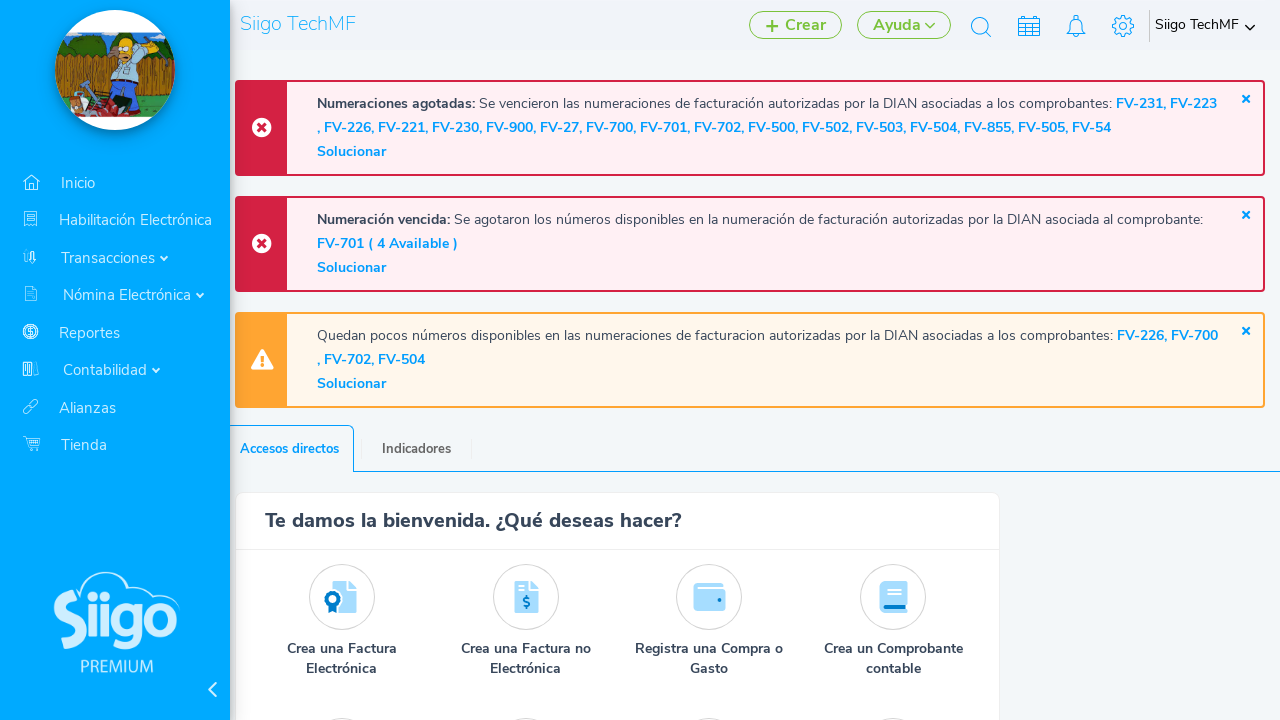 Siigo TechMF
Crear
Ayuda
Siigo TechMF
Inicio
Habilitación Electrónica
Transacciones
Nómina Electrónica
Reportes
Contabilidad
Alianzas
Tienda
Siigo
PREMIUM
Numeraciones agotadas: Se vencieron las numeraciones de facturación autorizadas por la DIAN asociadas a los comprobantes: FV-231, FV-223
, FV-226, FV-221, FV-230, FV-900, FV-27, FV-700, FV-701, FV-702, FV-500, FV-502, FV-503, FV-504, FV-855, FV-505, FV-54
Solucionar
Numeración vencida: Se agotaron los números disponibles en la numeración de facturación autorizadas por la DIAN asociada al comprobante:
FV-701 ( 4 Available )
Solucionar
Quedan pocos números disponibles en las numeraciones de facturacion autorizadas por la DIAN asociadas a los comprobantes: FV-226, FV-700
, FV-702, FV-504
Solucionar
Accesos directos
Indicadores
Te damos la bienvenida. ¿Qué deseas hacer?
Crea una Factura
Electrónica
Crea una Factura no
Electrónica
Registra una Compra o
Gasto
Crea un Comprobante
contable